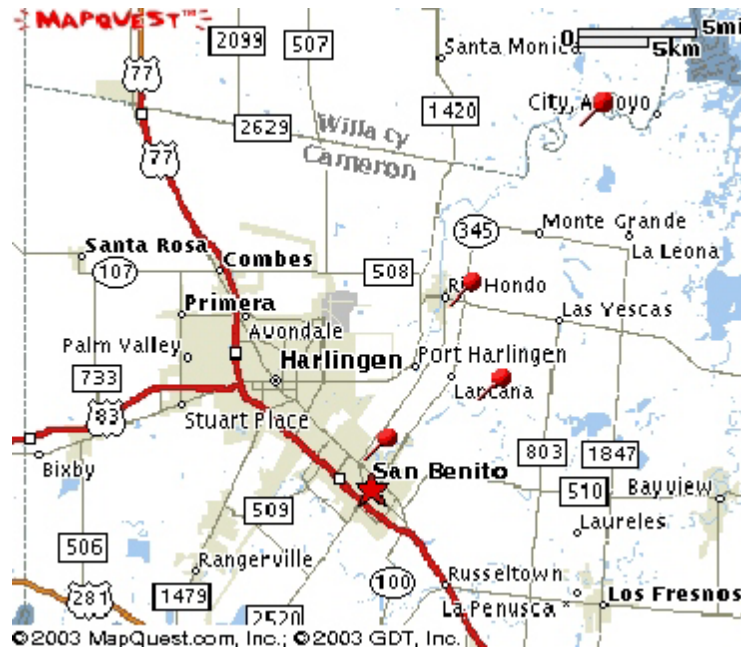 MAPQUEST™
0 5mi
5km
2099
507
Santa Monica
77
1420
City, Arroyo
2629
Willacy
Cameron
77
345
Monte Grande
La Leona
Santa Rosa
Combes
107
508
Rio Hondo
Las Yescas
Primera
Avondale
Palm Valley
Harlingen
Port Harlingen
733
Lantana
83
Stuart Place
Bixby
San Benito
803
1847
510
Bayview
509
Laureles
506
Rangerville
100
Russeltown
281
1479
La Penusca
Los Fresnos
2520
©2003 MapQuest.com, Inc.; ©2003 GDT, Inc.